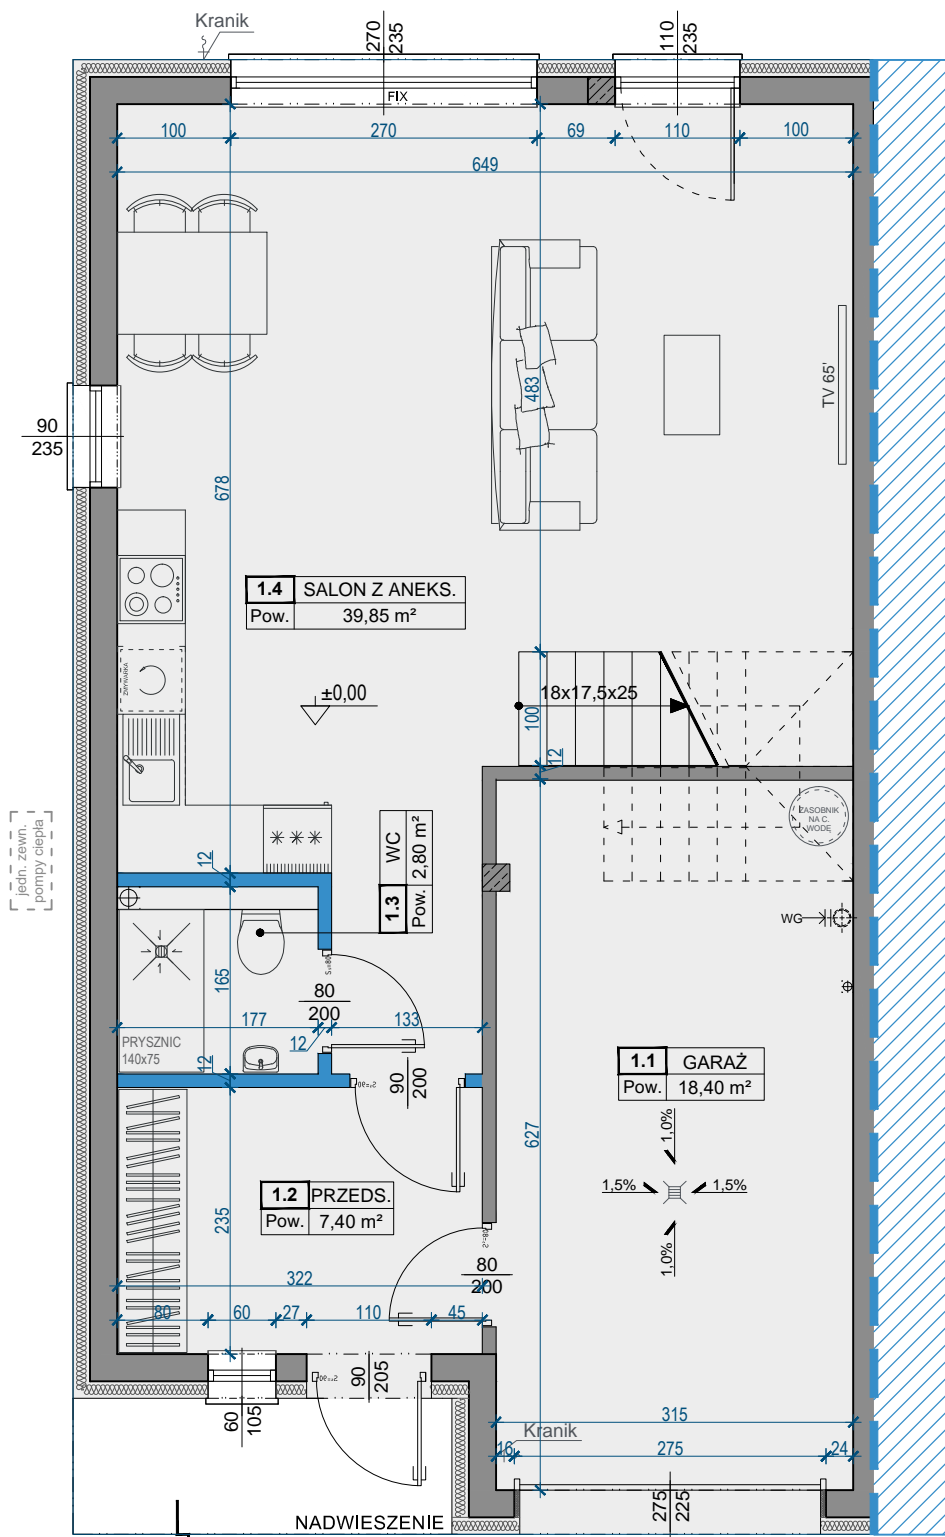 Kranik
270
235
110
235
FIX
100
270
69
110
100
649
TV 65'
483
90
235
678
1.4 SALON Z ANEKS.
Pow. 39,85 m²
ZMYWARKA
±0,00
18x17,5x25
100
12
ZASOBNIK
NA C.
WODĘ
jedn. zewn.
pompy ciepła
12
1.3 WC
Pow. 2,80 m²
WG
165
80
200
177
133
12
PRYSZNIC
140x75
12
90
200
1.1 GARAŻ
Pow. 18,40 m²
627
1,0%
1,5%
1,5%
1,0%
1.2 PRZEDS.
Pow. 7,40 m²
235
80
200
322
80
60
27
110
45
90
205
60
105
315
Kranik
16
275
24
275
225
NADWIESZENIE